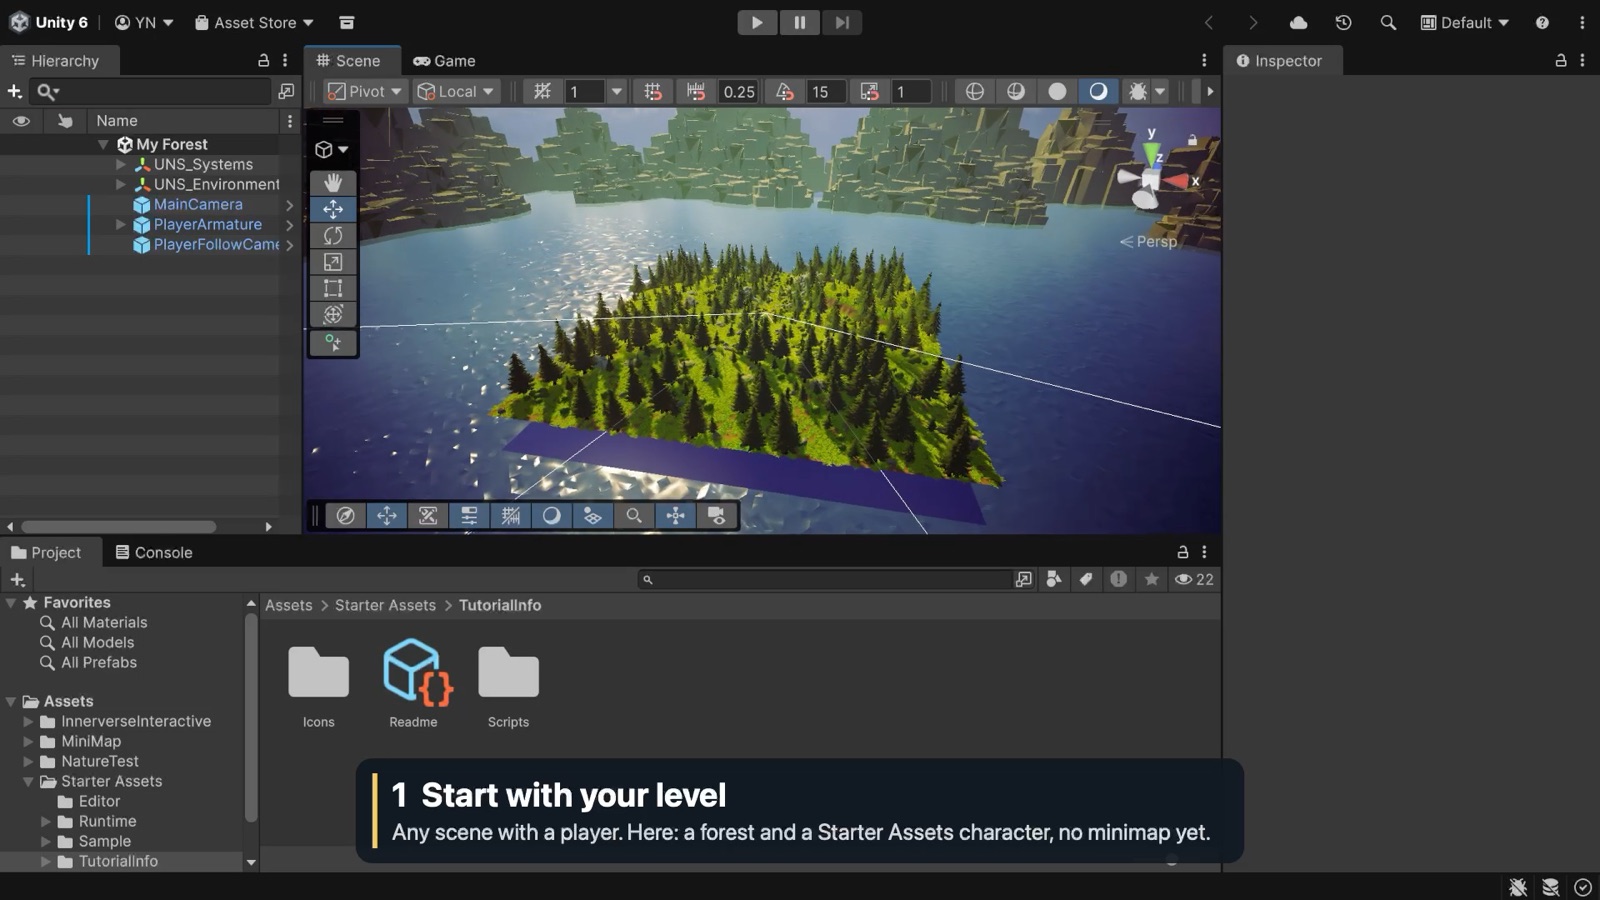 Unity 6
YN
Asset Store
Default
Hierarchy
Scene
Game
Inspector
Pivot
Local
1
0.25
15
1
Name
My Forest
UNS_Systems
UNS_Environment
MainCamera
PlayerArmature
PlayerFollowCame
y
z
x
Persp
Project
Console
22
Favorites
All Materials
All Models
All Prefabs
Assets
InnerverseInteractive
MiniMap
NatureTest
Starter Assets
Editor
Runtime
Sample
TutorialInfo
Assets > Starter Assets > TutorialInfo
Icons
Readme
Scripts
1 Start with your level
Any scene with a player. Here: a forest and a Starter Assets character, no minimap yet.